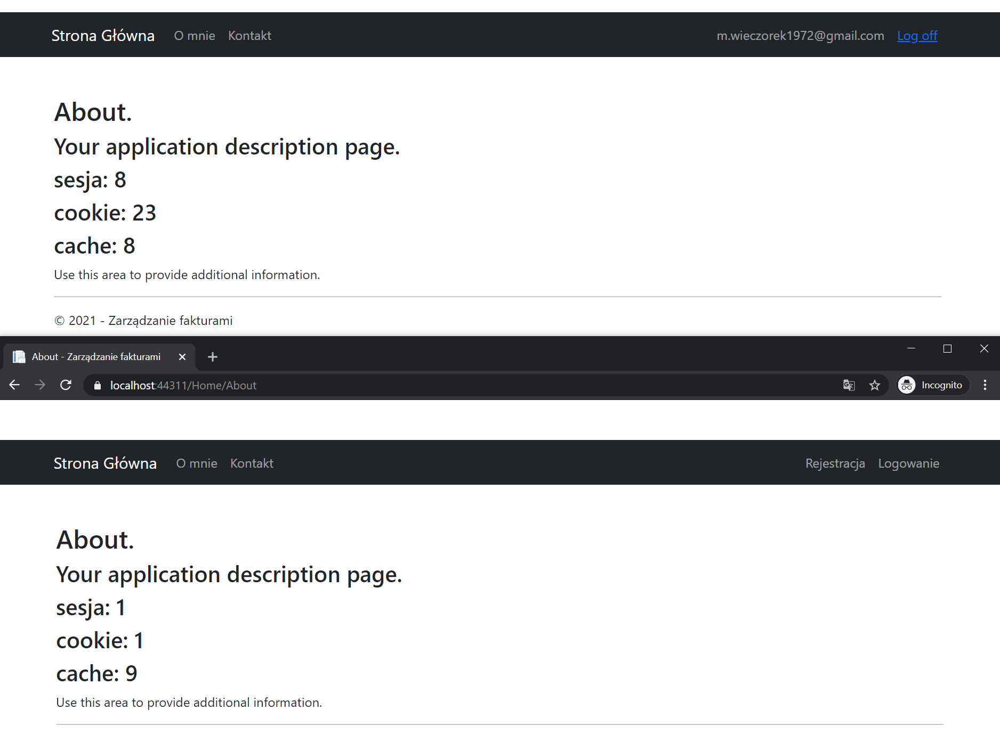 Strona Główna O mnie Kontakt m.wieczorek1972@gmail.com Log off
About.
Your application description page.
sesja: 8
cookie: 23
cache: 8
Use this area to provide additional information.
© 2021 - Zarządzanie fakturami
About - Zarządzanie fakturami
localhost:44311/Home/About Incognito
Strona Główna O mnie Kontakt Rejestracja Logowanie
About.
Your application description page.
sesja: 1
cookie: 1
cache: 9
Use this area to provide additional information.